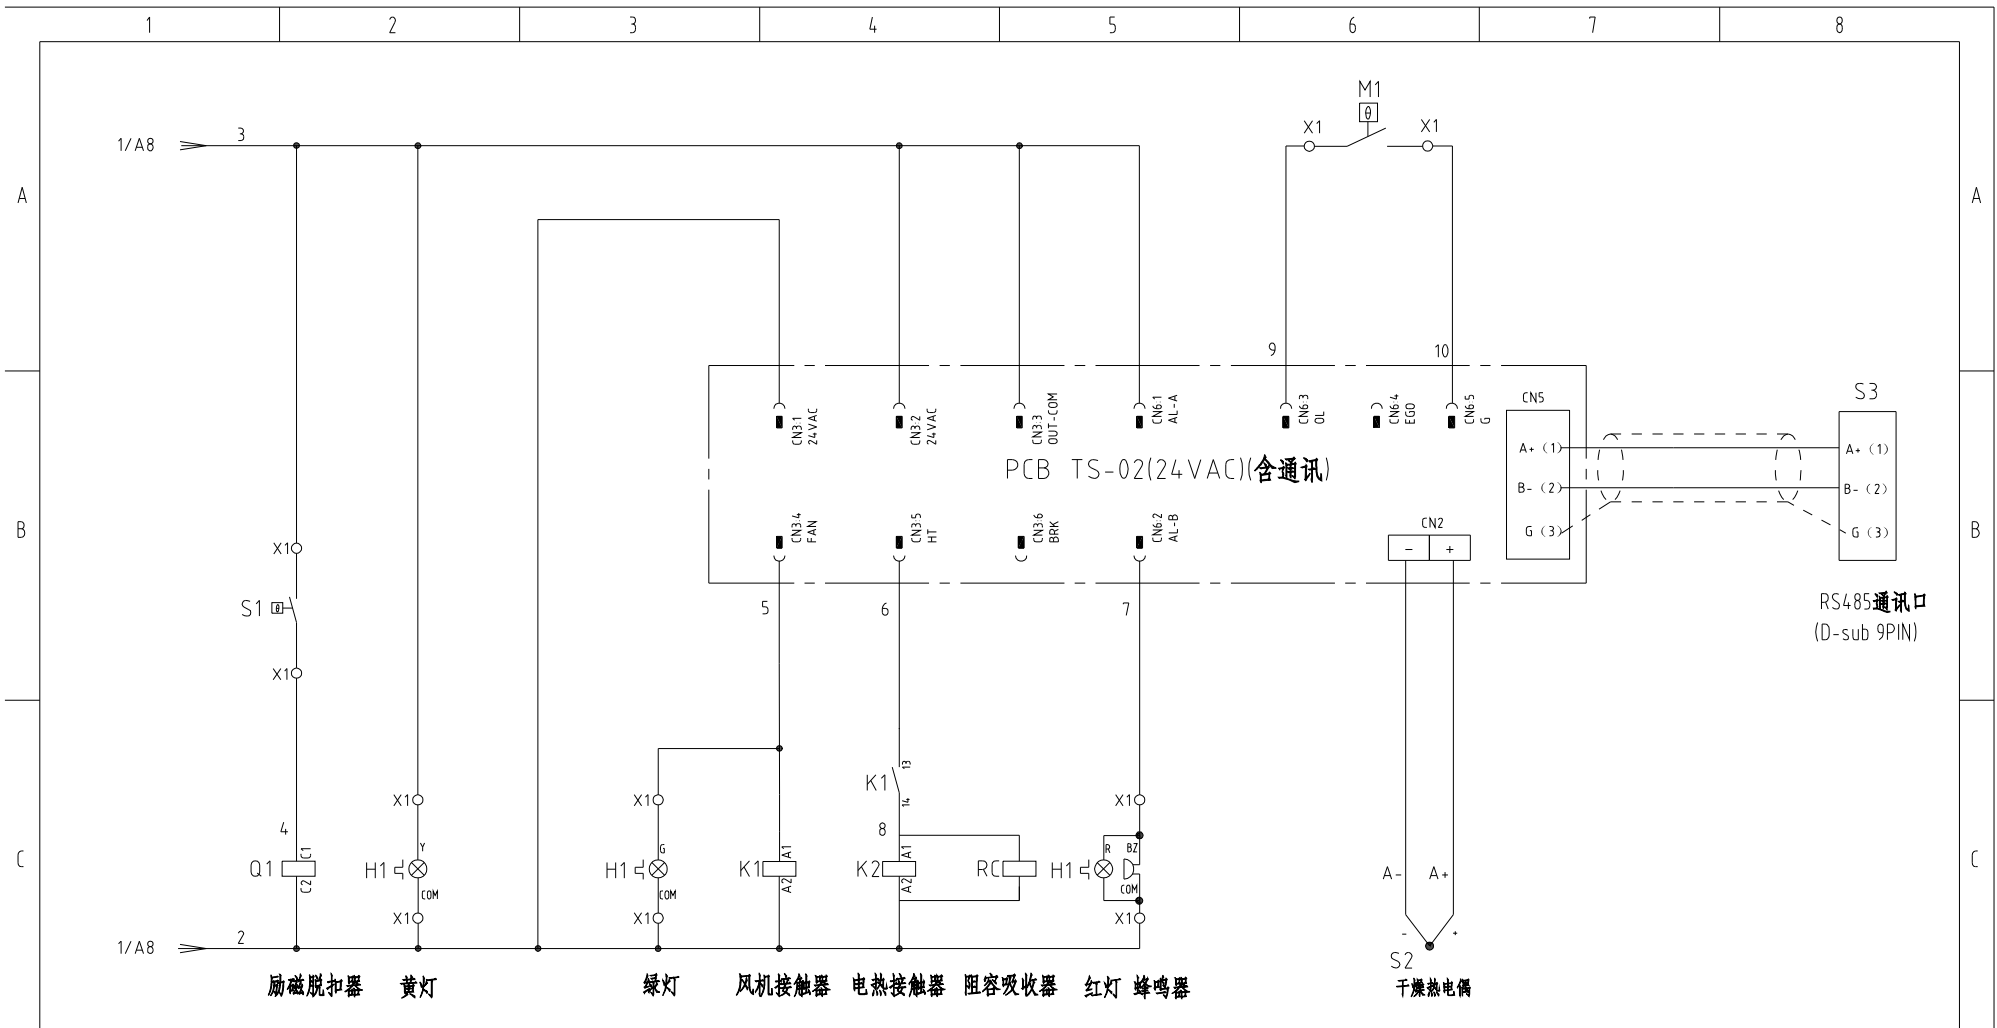 1 2 3 4 5 6 7 8
M1
θ
X1 X1
1/A8 3
A A
9 10
CN3:1
24VAC
CN3:2
24VAC
CN3:3
OUT-COM
CN6:1
AL-A
CN6:3
OL
CN6:4
EGO
CN6:5
G
CN5
S3
A+ (1) A+ (1)
PCB TS-02(24VAC)(含通讯)
B- (2) B- (2)
CN3:4
FAN
CN3:5
HT
CN3:6
BRK
CN6:2
AL-B
CN2
- +
G (3) G (3)
B B
X1
S1 θ
5 6 7
RS485通讯口
(D-sub 9PIN)
X1
K1 13
14
X1 X1 X1
4 8
Q1 C1
C2
H1 Y
COM
H1 G
COM
K1 A1
A2
K2 A1
A2
RC
H1 R BZ
COM
A- A+
C C
X1 X1 X1
- +
1/A8 2
S2
励磁脱扣器 黄灯 绿灯 风机接触器 电热接触器 阻容吸收器 红灯 蜂鸣器 干燥热电偶